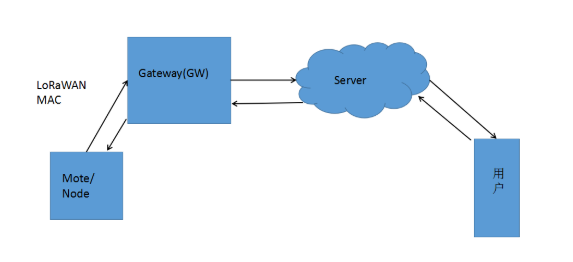 Gateway(GW)
Server
LoRaWAN
MAC
Mote/
Node
用
户